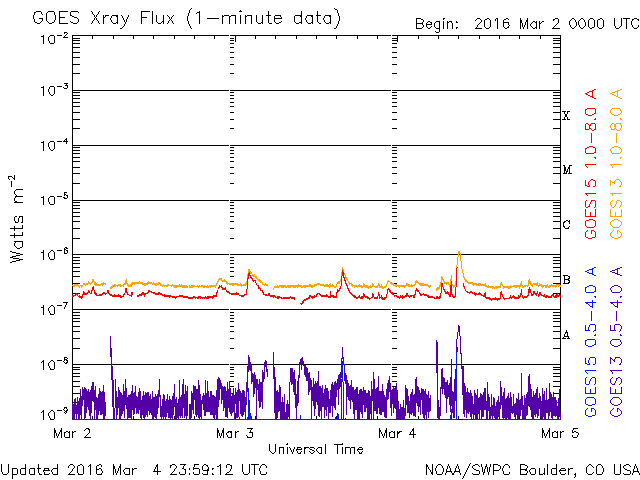 GOES Xray Flux (1-minute data)
Begin: 2016 Mar 2 0000 UTC
10⁻²
10⁻³
10⁻⁴
10⁻⁵
10⁻⁶
10⁻⁷
10⁻⁸
10⁻⁹
Watts m⁻²
X
M
C
B
A
GOES15 1.0-8.0 A
GOES13 1.0-8.0 A
GOES15 0.5-4.0 A
GOES13 0.5-4.0 A
Mar 2 Mar 3 Mar 4 Mar 5
Universal Time
Updated 2016 Mar 4 23:59:12 UTC
NOAA/SWPC Boulder, CO USA